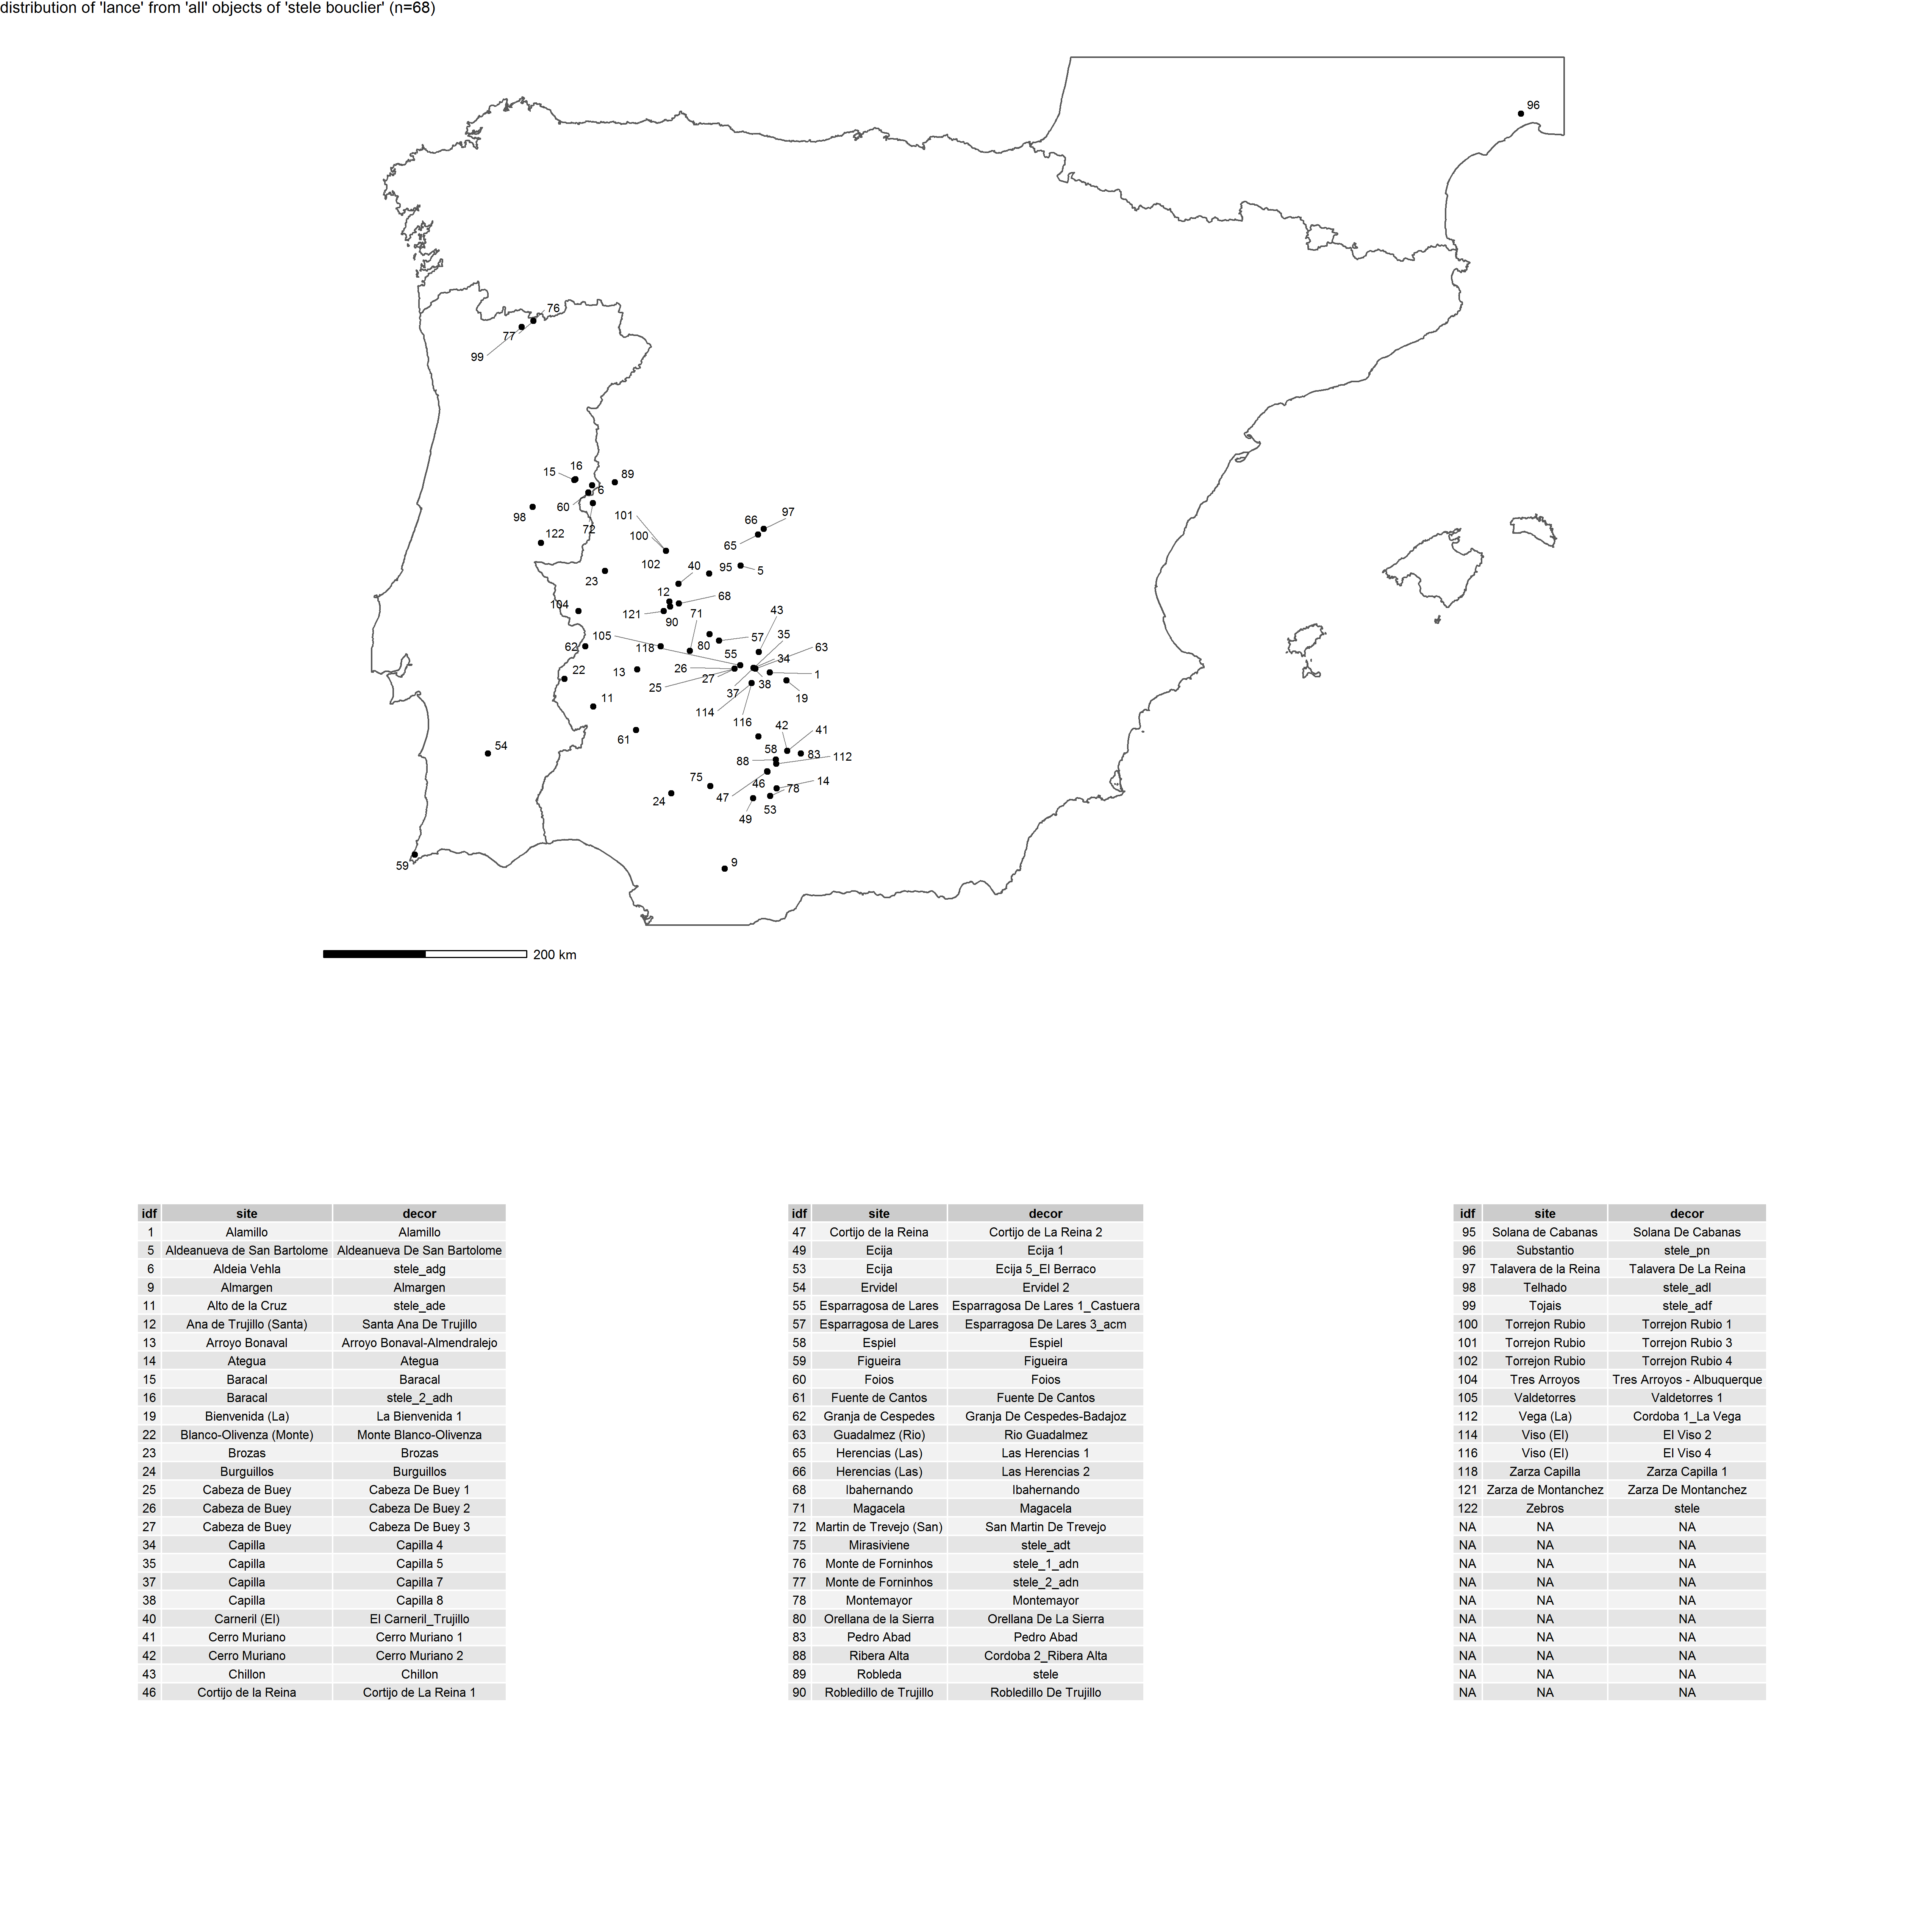 distribution of 'lance' from 'all' objects of 'stele bouclier' (n=68)
96
76
77
99
16
15
89
6
60
101
97
66
98
72
122
100
65
102
40
95
5
23
12
68
104
43
121
71
90
35
105
57
63
62
118
80
55
34
22
13
26
1
27
38
25
37
19
11
114
116
42
41
61
54
58
83
112
88
75
46
14
78
47
24
53
49
59
9
200 km
idf site decor
1 Alamillo Alamillo
5 Aldeanueva de San Bartolome Aldeanueva De San Bartolome
6 Aldeia Vehla stele_adg
9 Almargen Almargen
11 Alto de la Cruz stele_ade
12 Ana de Trujillo (Santa) Santa Ana De Trujillo
13 Arroyo Bonaval Arroyo Bonaval-Almendralejo
14 Ategua Ategua
15 Baracal Baracal
16 Baracal stele_2_adh
19 Bienvenida (La) La Bienvenida 1
22 Blanco-Olivenza (Monte) Monte Blanco-Olivenza
23 Brozas Brozas
24 Burguillos Burguillos
25 Cabeza de Buey Cabeza De Buey 1
26 Cabeza de Buey Cabeza De Buey 2
27 Cabeza de Buey Cabeza De Buey 3
34 Capilla Capilla 4
35 Capilla Capilla 5
37 Capilla Capilla 7
38 Capilla Capilla 8
40 Carneril (El) El Carneril_Trujillo
41 Cerro Muriano Cerro Muriano 1
42 Cerro Muriano Cerro Muriano 2
43 Chillon Chillon
46 Cortijo de la Reina Cortijo de La Reina 1
idf site decor
47 Cortijo de la Reina Cortijo de La Reina 2
49 Ecija Ecija 1
53 Ecija Ecija 5_El Berraco
54 Ervidel Ervidel 2
55 Esparragosa de Lares Esparragosa De Lares 1_Castuera
57 Esparragosa de Lares Esparragosa De Lares 3_acm
58 Espiel Espiel
59 Figueira Figueira
60 Foios Foios
61 Fuente de Cantos Fuente De Cantos
62 Granja de Cespedes Granja De Cespedes-Badajoz
63 Guadalmez (Rio) Rio Guadalmez
65 Herencias (Las) Las Herencias 1
66 Herencias (Las) Las Herencias 2
68 Ibahernando Ibahernando
71 Magacela Magacela
72 Martin de Trevejo (San) San Martin De Trevejo
75 Mirasiviene stele_adt
76 Monte de Forninhos stele_1_adn
77 Monte de Forninhos stele_2_adn
78 Montemayor Montemayor
80 Orellana de la Sierra Orellana De La Sierra
83 Pedro Abad Pedro Abad
88 Ribera Alta Cordoba 2_Ribera Alta
89 Robleda stele
90 Robledillo de Trujillo Robledillo De Trujillo
idf site decor
95 Solana de Cabanas Solana De Cabanas
96 Substantio stele_pn
97 Talavera de la Reina Talavera De La Reina
98 Telhado stele_adl
99 Tojais stele_adf
100 Torrejon Rubio Torrejon Rubio 1
101 Torrejon Rubio Torrejon Rubio 3
102 Torrejon Rubio Torrejon Rubio 4
104 Tres Arroyos Tres Arroyos - Albuquerque
105 Valdetorres Valdetorres 1
112 Vega (La) Cordoba 1_La Vega
114 Viso (El) El Viso 2
116 Viso (El) El Viso 4
118 Zarza Capilla Zarza Capilla 1
121 Zarza de Montanchez Zarza De Montanchez
122 Zebros stele
NA NA NA
NA NA NA
NA NA NA
NA NA NA
NA NA NA
NA NA NA
NA NA NA
NA NA NA
NA NA NA
NA NA NA